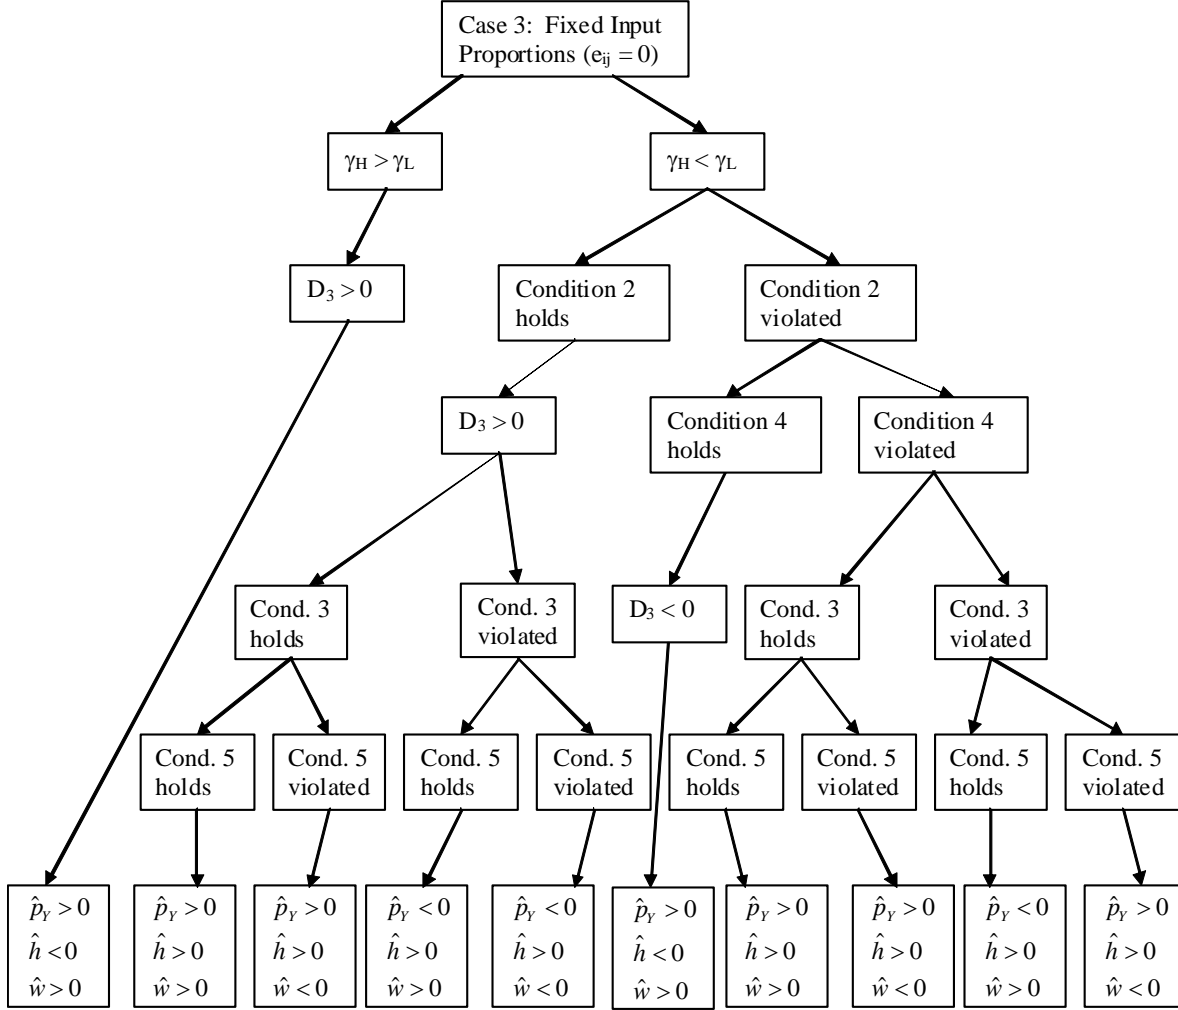 Case 3: Fixed Input
Proportions (eij = 0)
γH > γL
γH < γL
D3 > 0
Condition 2
holds
Condition 2
violated
D3 > 0
Condition 4
holds
Condition 4
violated
Cond. 3
holds
Cond. 3
violated
D3 < 0
Cond. 3
holds
Cond. 3
violated
Cond. 5
holds
Cond. 5
violated
Cond. 5
holds
Cond. 5
violated
Cond. 5
holds
Cond. 5
violated
Cond. 5
holds
Cond. 5
violated
p̂Y > 0
ĥ < 0
ŵ > 0
p̂Y > 0
ĥ > 0
ŵ > 0
p̂Y > 0
ĥ > 0
ŵ < 0
p̂Y < 0
ĥ > 0
ŵ > 0
p̂Y < 0
ĥ > 0
ŵ < 0
p̂Y > 0
ĥ < 0
ŵ > 0
p̂Y > 0
ĥ > 0
ŵ > 0
p̂Y > 0
ĥ > 0
ŵ < 0
p̂Y < 0
ĥ > 0
ŵ > 0
p̂Y > 0
ĥ > 0
ŵ < 0